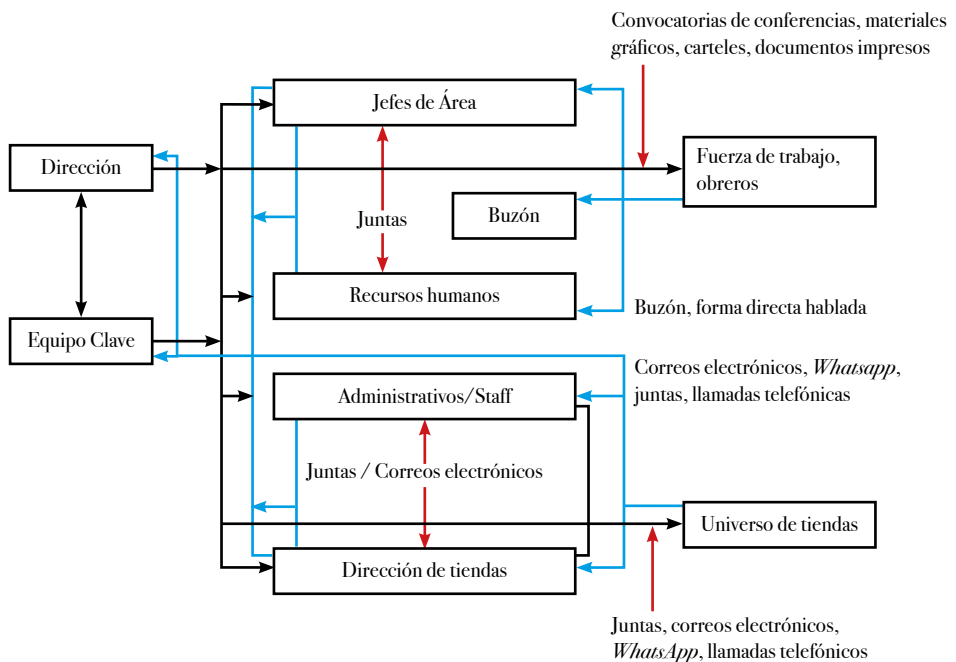 Convocatorias de conferencias, materiales
gráficos, carteles, documentos impresos
Jefes de Área
Dirección
Fuerza de trabajo,
obreros
Juntas
Buzón
Recursos humanos
Buzón, forma directa hablada
Equipo Clave
Correos electrónicos, Whatsapp,
juntas, llamadas telefónicas
Administrativos/Staff
Juntas / Correos electrónicos
Universo de tiendas
Dirección de tiendas
Juntas, correos electrónicos,
WhatsApp, llamadas telefónicos